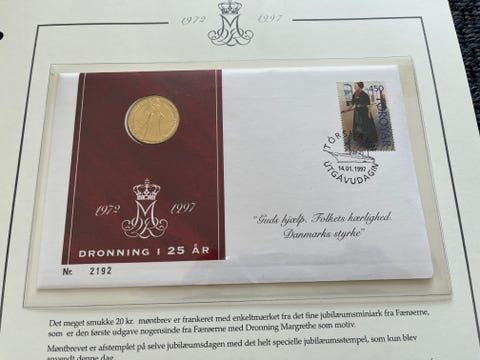 1972 1997
450
FØROYAR
TÓRSHAVN
14.01.1997
ÚTGÁVUDAGIN
1972 1997
DRONNING I 25 ÅR
Nr. 2192
"Guds hjælp. Folkets kærlighed.
Danmarks styrke"
Det meget smukke 20 kr. møntbrev er frankeret med enkeltmærket fra det fine jubilæumsminiark fra Færøerne,
som er den første udgave nogensinde fra Færøerne med Dronning Margrethe som motiv.
Møntbrevet er afstemplet på selve jubilæumsdagen med det helt specielle jubilæumsstempel, som kun blev
anvendt denne dag.